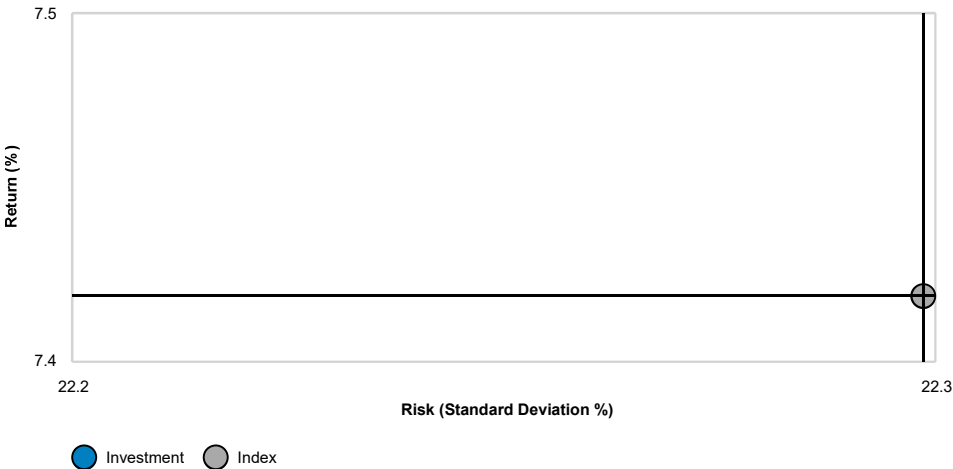 7.5
Return (%)
7.4
22.2
22.3
Risk (Standard Deviation %)
Investment
Index